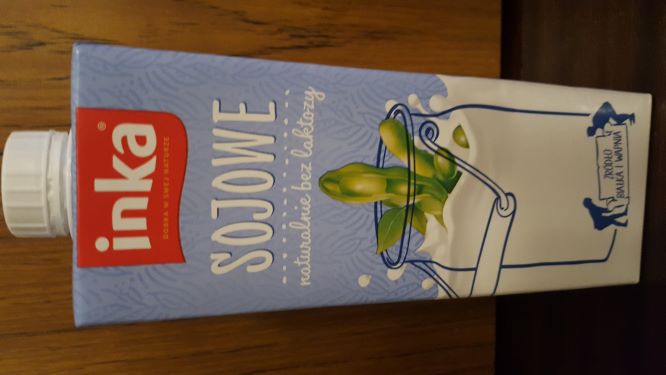 inka®
DOBRA W SWEJ NATURZE
SOJOWE
naturalnie bez laktozy
ŹRÓDŁO
BIAŁKA I WAPNIA